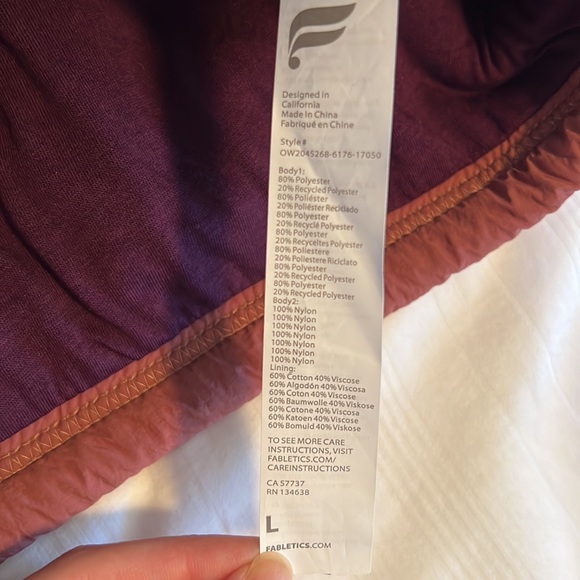 Designed in
California
Made in China
Fabriqué en Chine
Style#
OW2045268-6176-17050
Body1:
80% Polyester
20% Recycled Polyester
80% Poliéster
20% Poliéster Recidado
80% Polyester
20% Recyclé Polyester
80% Polyester
20% Recyceltes Polyester
80% Poliestere
20% Poliestere Riciclato
80% Polyester
20% Recycled Polyester
80% Polyester
20% Recycled Polyester
Body2:
100% Nylon
100% Nylon
100% Nylon
100% Nylon
100% Nylon
100% Nylon
100% Nylon
Lining:
60% Cotton 40% Viscose
60% Algodón 40% Viscosa
60% Coton 40% Viscose
60% Baumwolle 40% Viskose
60% Cotone 40% Viscosa
60% Katoen 40% Viscose
60% Bomuld 40% Viskose
TO SEE MORE CARE
INSTRUCTIONS, VISIT
FABLETICS.COM/
CAREINSTRUCTIONS
CA 57737
RN 134638
L
FABLETICS.COM